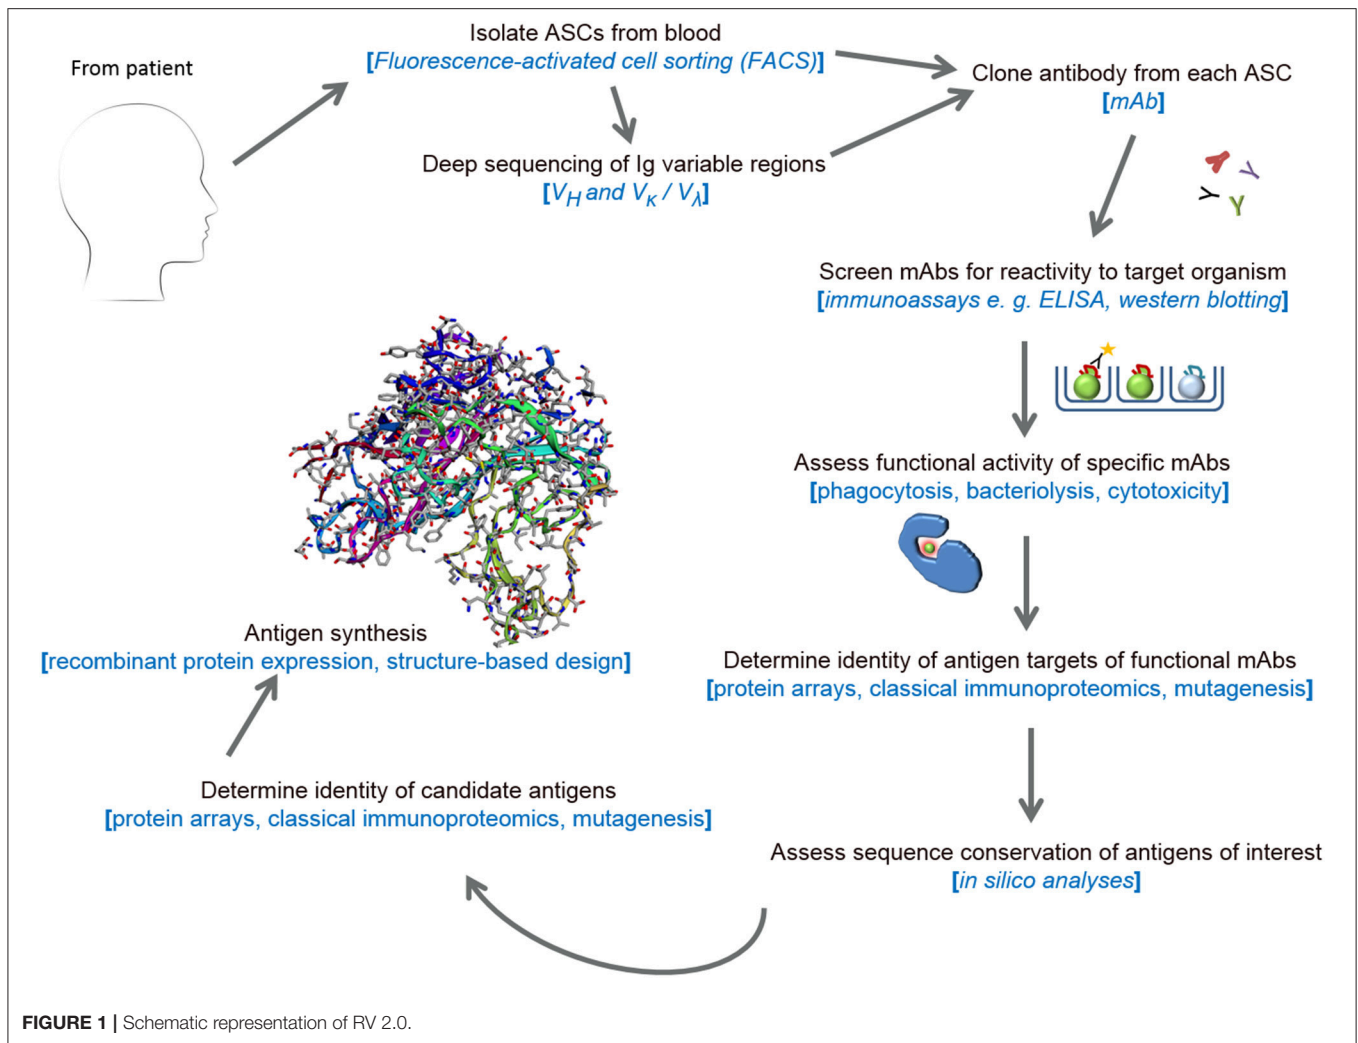 From patient
Isolate ASCs from blood
[Fluorescence-activated cell sorting (FACS)]
Deep sequencing of Ig variable regions
[VH and Vκ / Vλ]
Clone antibody from each ASC
[mAb]
Screen mAbs for reactivity to target organism
[immunoassays e. g. ELISA, western blotting]
Assess functional activity of specific mAbs
[phagocytosis, bacteriolysis, cytotoxicity]
Determine identity of antigen targets of functional mAbs
[protein arrays, classical immunoproteomics, mutagenesis]
Assess sequence conservation of antigens of interest
[in silico analyses]
Determine identity of candidate antigens
[protein arrays, classical immunoproteomics, mutagenesis]
Antigen synthesis
[recombinant protein expression, structure-based design]
FIGURE 1 | Schematic representation of RV 2.0.